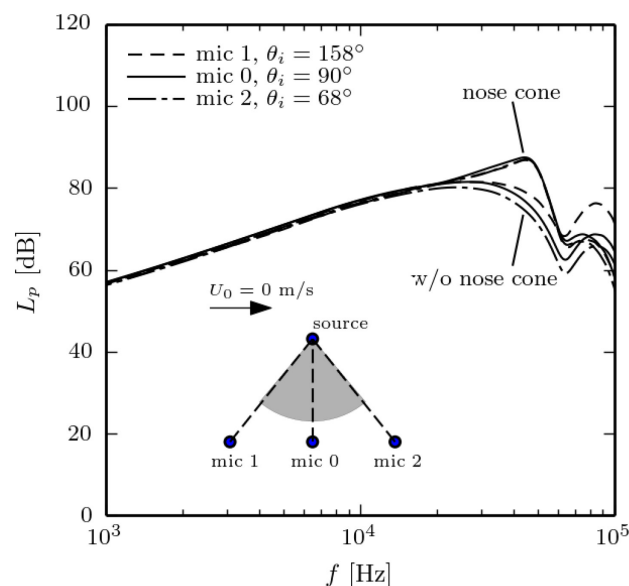 120
100
80
60
40
20
0
L_p [dB]
mic 1, θ_i = 158°
mic 0, θ_i = 90°
mic 2, θ_i = 68°
nose cone
w/o nose cone
U_0 = 0 m/s
source
mic 1 mic 0 mic 2
10^3 10^4 10^5
f [Hz]